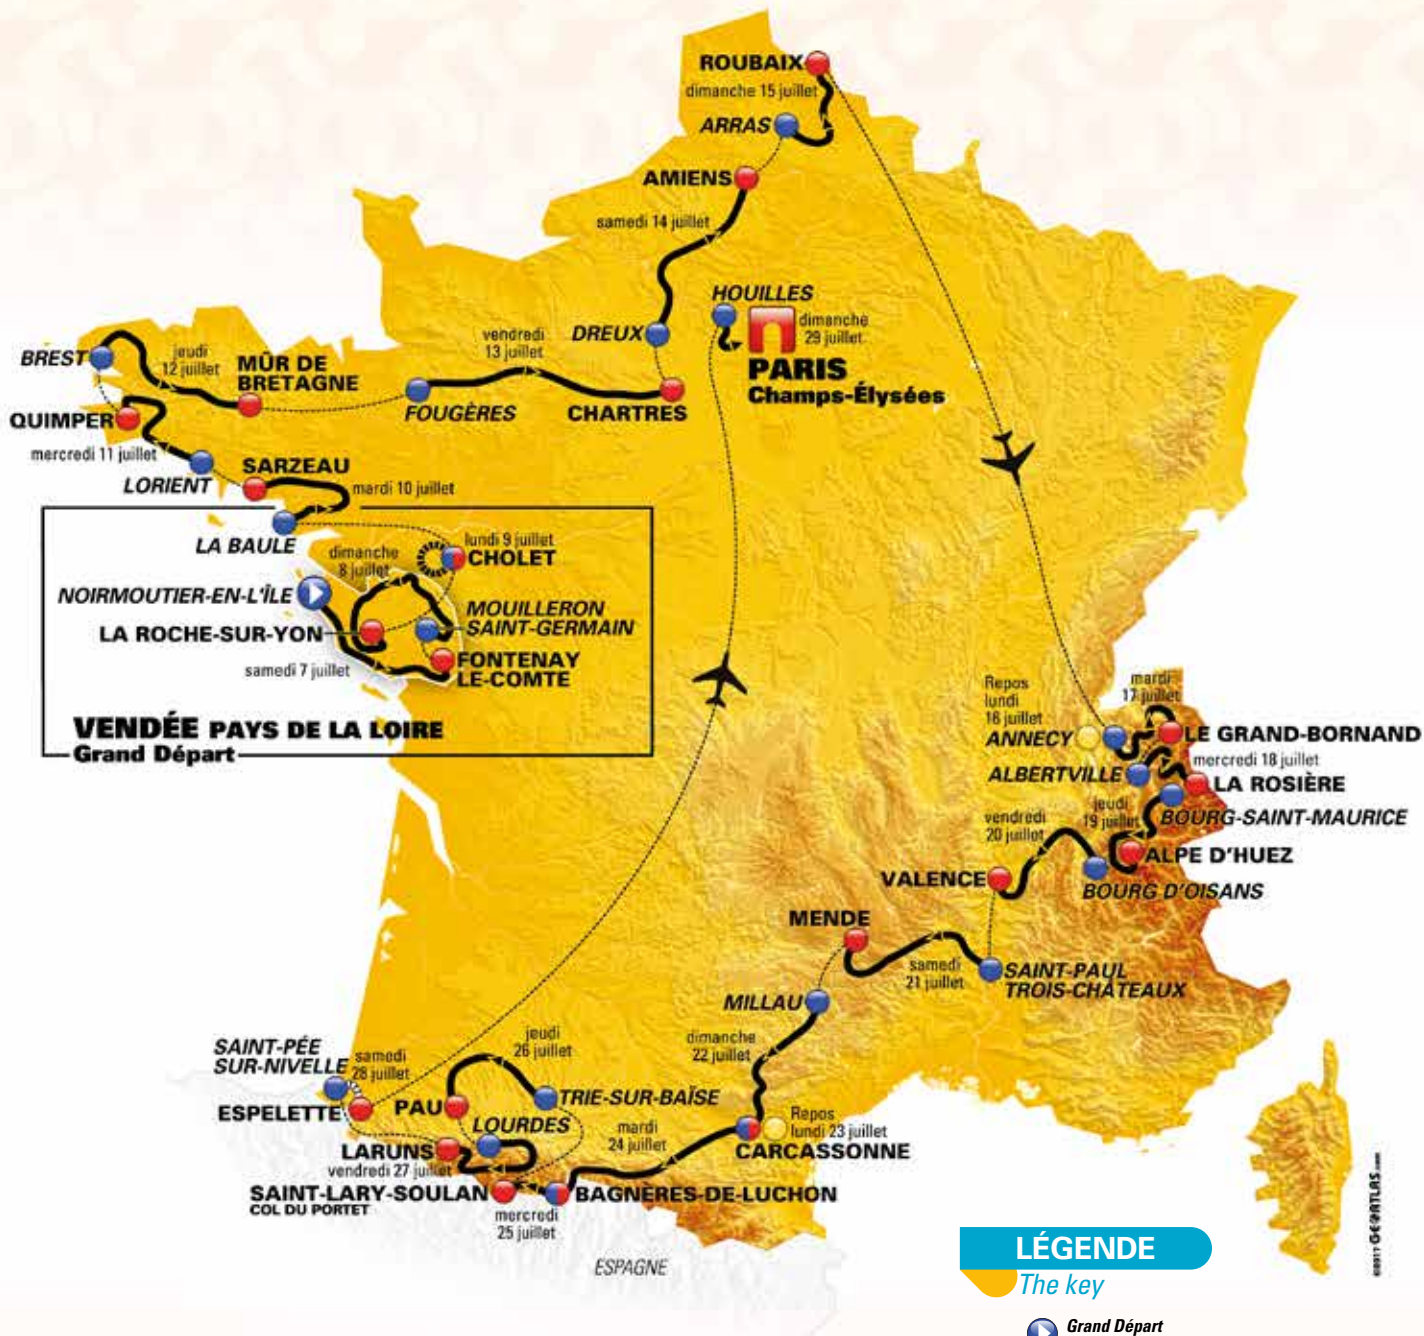 ROUBAIX
dimanche 15 juillet
ARRAS
AMIENS
samedi 14 juillet
HOUILLES
dimanche
29 juillet
PARIS
Champs-Élysées
DREUX
vendredi
13 juillet
BREST
jeudi
12 juillet
MÛR DE
BRETAGNE
FOUGÈRES
CHARTRES
QUIMPER
mercredi 11 juillet
LORIENT
SARZEAU
mardi 10 juillet
LA BAULE
lundi 9 juillet
CHOLET
dimanche
8 juillet
NOIRMOUTIER-EN-L'ÎLE
MOUILLERON
SAINT-GERMAIN
LA ROCHE-SUR-YON
samedi 7 juillet
FONTENAY
LE-COMTE
VENDÉE PAYS DE LA LOIRE
Grand Départ
Repos
lundi
16 juillet
ANNECY
mardi
17 juillet
LE GRAND-BORNAND
mercredi 18 juillet
ALBERTVILLE
LA ROSIÈRE
jeudi
19 juillet
BOURG-SAINT-MAURICE
vendredi
20 juillet
ALPE D'HUEZ
VALENCE
BOURG D'OISANS
MENDE
samedi
21 juillet
SAINT-PAUL
TROIS-CHÂTEAUX
MILLAU
dimanche
22 juillet
SAINT-PÉE
SUR-NIVELLE
samedi
28 juillet
jeudi
26 juillet
ESPELETTE
PAU
TRIE-SUR-BAÏSE
LOURDES
Repos
lundi 23 juillet
CARCASSONNE
mardi
24 juillet
LARUNS
vendredi 27 juillet
SAINT-LARY-SOULAN
COL DU PORTET
BAGNÈRES-DE-LUCHON
mercredi
25 juillet
ESPAGNE
©2017 GEOATLAS.com
LÉGENDE
The key
Grand Départ